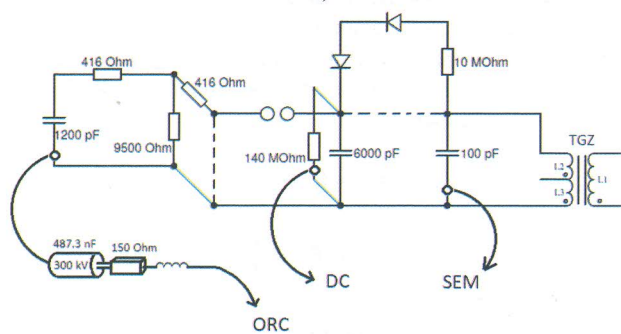 416 Ohm
416 Ohm
10 MOhm
1200 pF
9500 Ohm
140 MOhm
6000 pF
100 pF
TGZ
L2
L1
L3
487.3 nF
150 Ohm
300 kV
DC
SEM
ORC